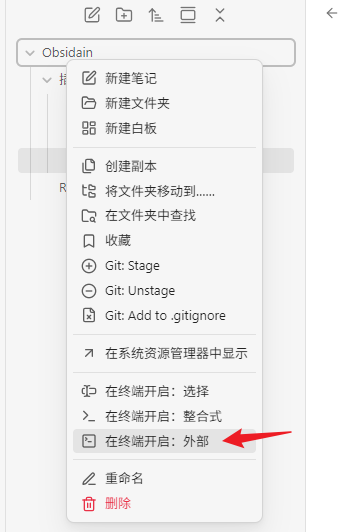 Obsidain
新建笔记
新建文件夹
新建白板
创建副本
将文件夹移动到......
在文件夹中查找
收藏
Git: Stage
Git: Unstage
Git: Add to .gitignore
在系统资源管理器中显示
在终端开启：选择
在终端开启：整合式
在终端开启：外部
重命名
删除